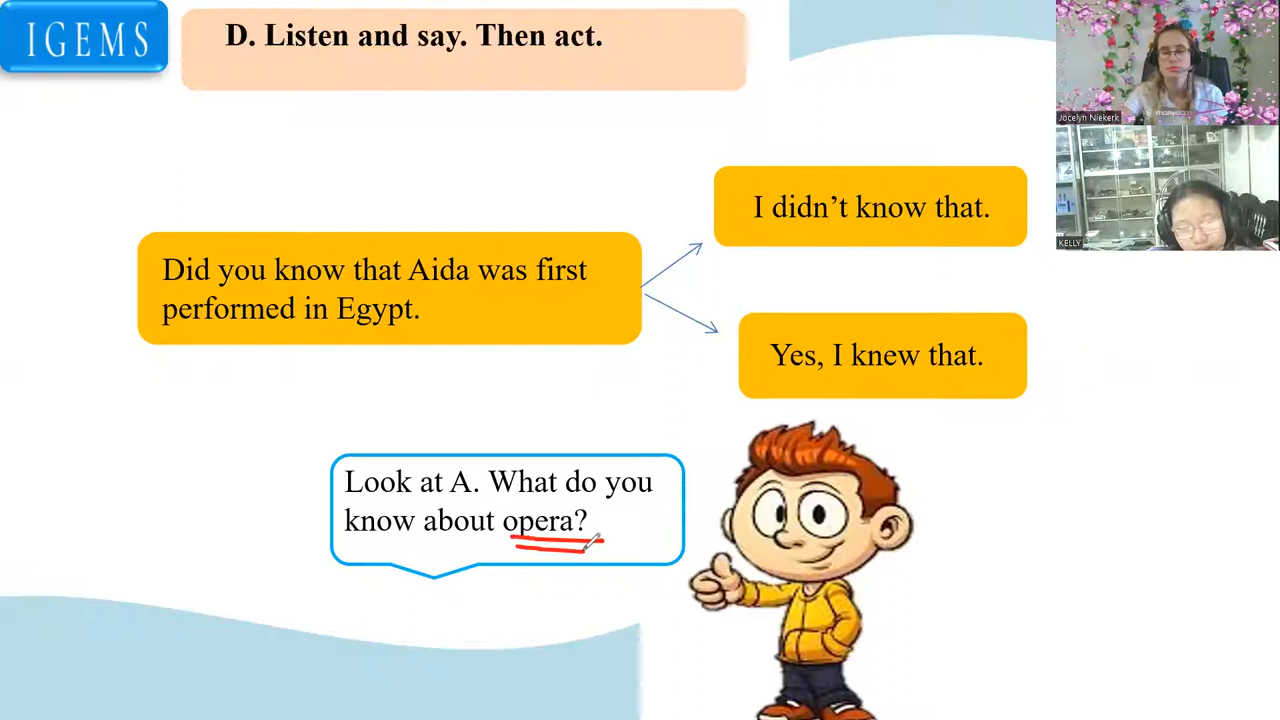 IGEMS
D. Listen and say. Then act.
Jocelyn Niekerk
I didn’t know that.
KELLY
Did you know that Aida was first
performed in Egypt.
Yes, I knew that.
Look at A. What do you
know about opera?